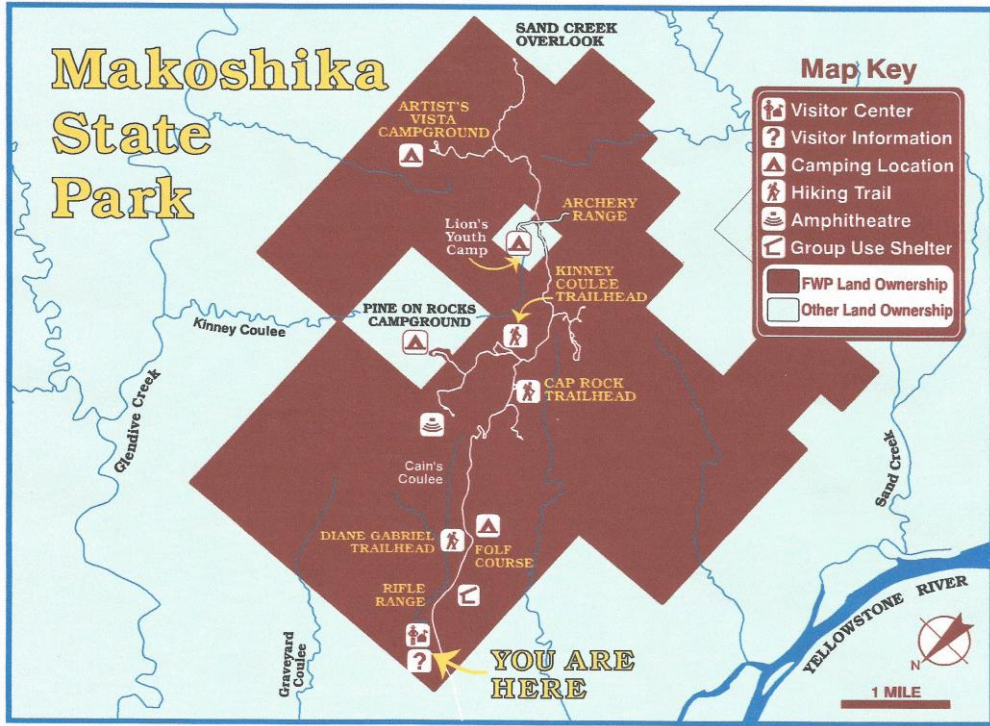 Makoshika
State
Park
SAND CREEK
OVERLOOK
ARTIST'S
VISTA
CAMPGROUND
ARCHERY
RANGE
Lion's
Youth
Camp
KINNEY
COULEE
TRAILHEAD
PINE ON ROCKS
CAMPGROUND
Kinney Coulee
CAP ROCK
TRAILHEAD
Glendive Creek
Cain's
Coulee
DIANE GABRIEL
TRAILHEAD
FOLF
COURSE
RIFLE
RANGE
Graveyard
Coulee
YOU ARE
HERE
Map Key
Visitor Center
? Visitor Information
Camping Location
Hiking Trail
Amphitheatre
Group Use Shelter
FWP Land Ownership
Other Land Ownership
Sand Creek
YELLOWSTONE RIVER
N
1 MILE
?